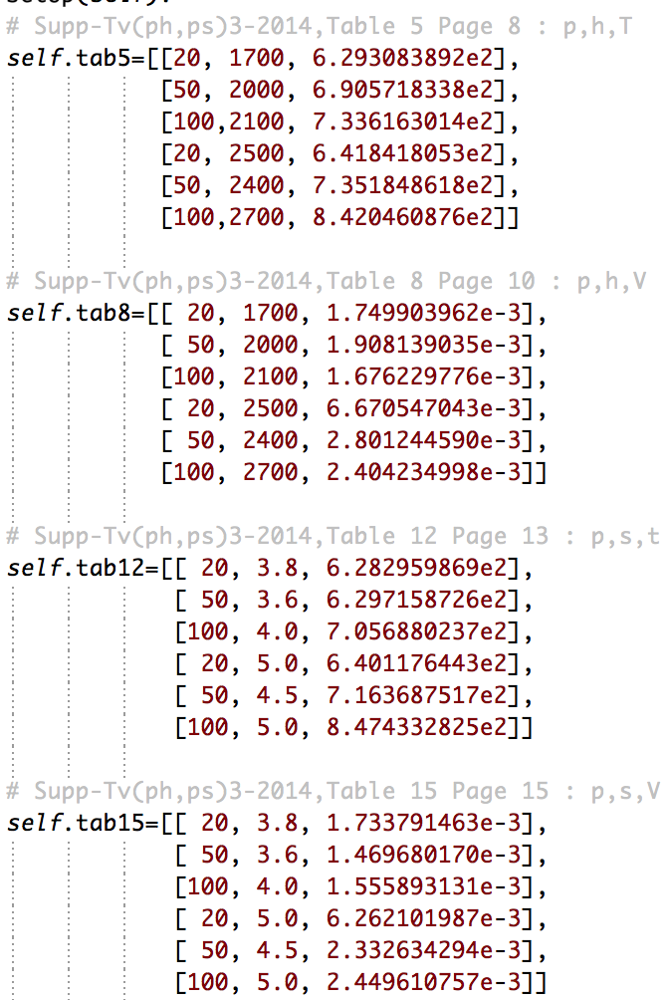 setup(self):
# Supp-Tv(ph,ps)3-2014,Table 5 Page 8 : p,h,T
self.tab5=[[20, 1700, 6.293083892e2],
[50, 2000, 6.905718338e2],
[100,2100, 7.336163014e2],
[20, 2500, 6.418418053e2],
[50, 2400, 7.351848618e2],
[100,2700, 8.420460876e2]]
# Supp-Tv(ph,ps)3-2014,Table 8 Page 10 : p,h,V
self.tab8=[[ 20, 1700, 1.749903962e-3],
[ 50, 2000, 1.908139035e-3],
[100, 2100, 1.676229776e-3],
[ 20, 2500, 6.670547043e-3],
[ 50, 2400, 2.801244590e-3],
[100, 2700, 2.404234998e-3]]
# Supp-Tv(ph,ps)3-2014,Table 12 Page 13 : p,s,t
self.tab12=[[ 20, 3.8, 6.282959869e2],
[ 50, 3.6, 6.297158726e2],
[100, 4.0, 7.056880237e2],
[ 20, 5.0, 6.401176443e2],
[ 50, 4.5, 7.163687517e2],
[100, 5.0, 8.474332825e2]]
# Supp-Tv(ph,ps)3-2014,Table 15 Page 15 : p,s,V
self.tab15=[[ 20, 3.8, 1.733791463e-3],
[ 50, 3.6, 1.469680170e-3],
[100, 4.0, 1.555893131e-3],
[ 20, 5.0, 6.262101987e-3],
[ 50, 4.5, 2.332634294e-3],
[100, 5.0, 2.449610757e-3]]